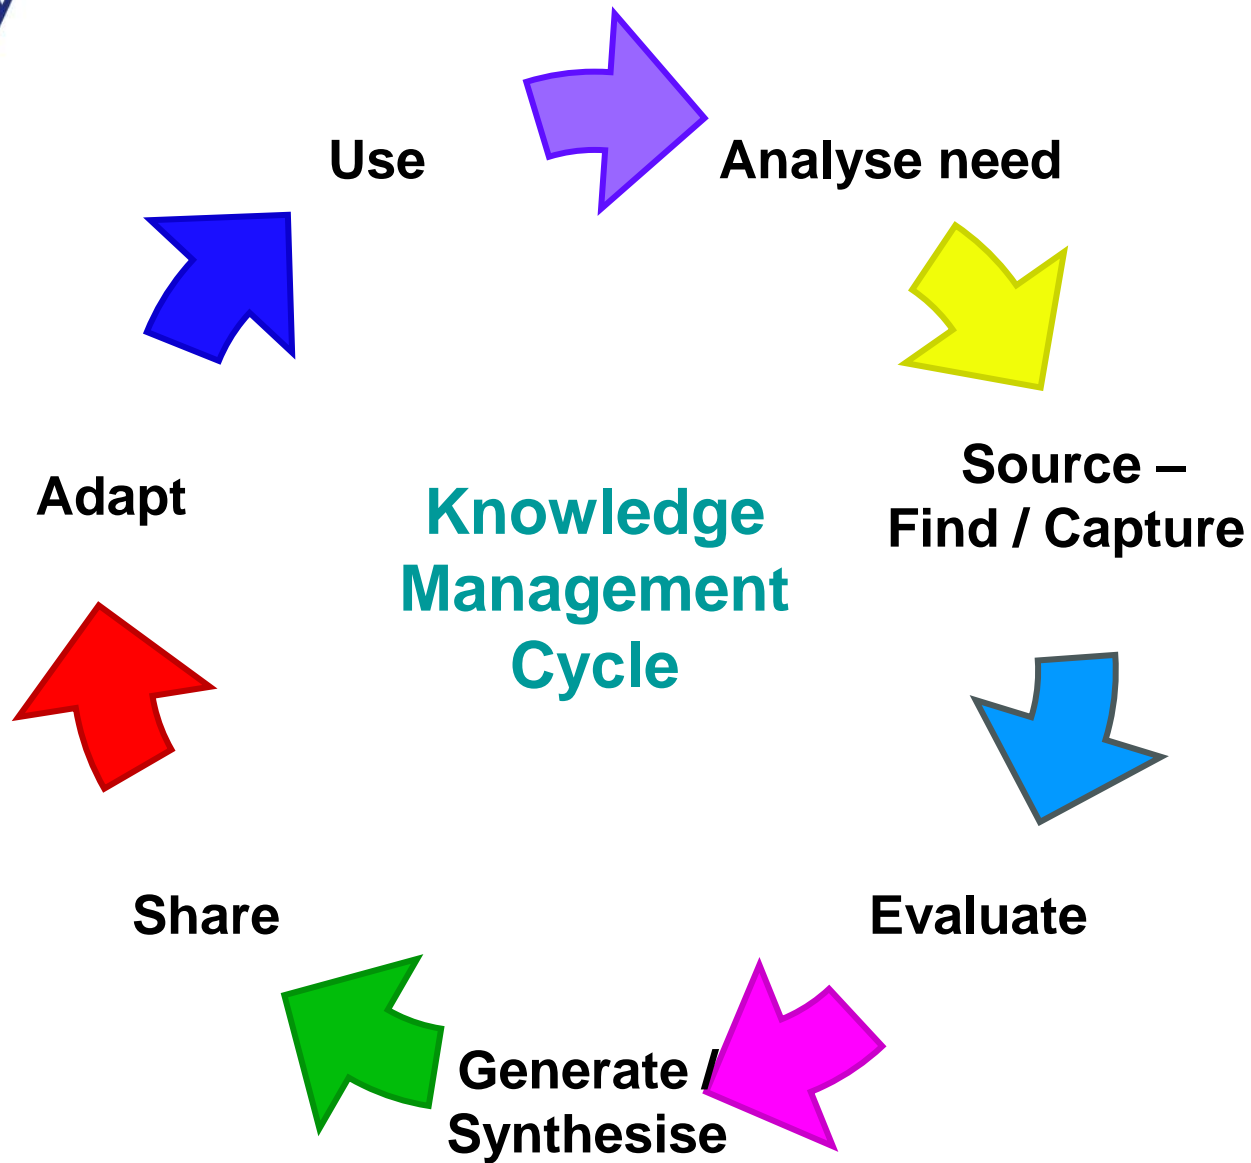 Use
Analyse need
Source –
Find / Capture
Evaluate
Generate /
Synthesise
Share
Adapt
Knowledge
Management
Cycle